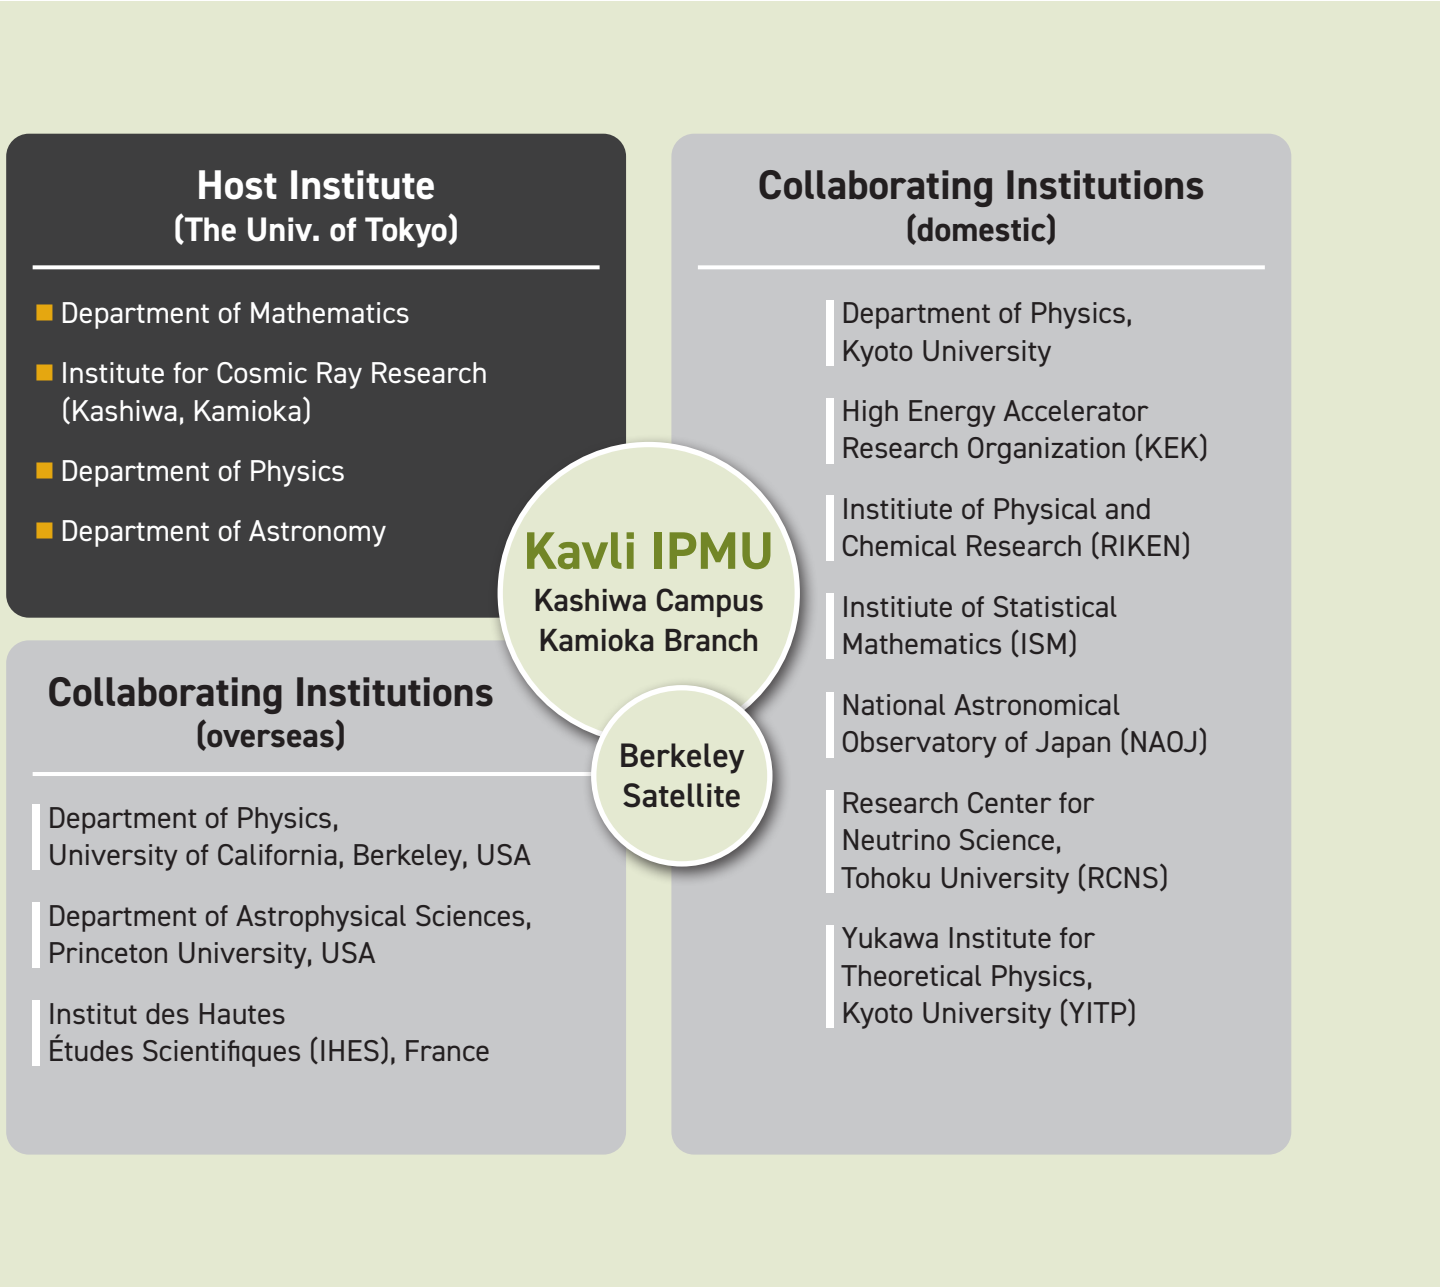 Host Institute
(The Univ. of Tokyo)
Department of Mathematics
Institute for Cosmic Ray Research
(Kashiwa, Kamioka)
Department of Physics
Department of Astronomy
Kavli IPMU
Kashiwa Campus
Kamioka Branch
Berkeley
Satellite
Collaborating Institutions
(overseas)
Department of Physics,
University of California, Berkeley, USA
Department of Astrophysical Sciences,
Princeton University, USA
Institut des Hautes
Études Scientifiques (IHES), France
Collaborating Institutions
(domestic)
Department of Physics,
Kyoto University
High Energy Accelerator
Research Organization (KEK)
Institiute of Physical and
Chemical Research (RIKEN)
Institiute of Statistical
Mathematics (ISM)
National Astronomical
Observatory of Japan (NAOJ)
Research Center for
Neutrino Science,
Tohoku University (RCNS)
Yukawa Institute for
Theoretical Physics,
Kyoto University (YITP)